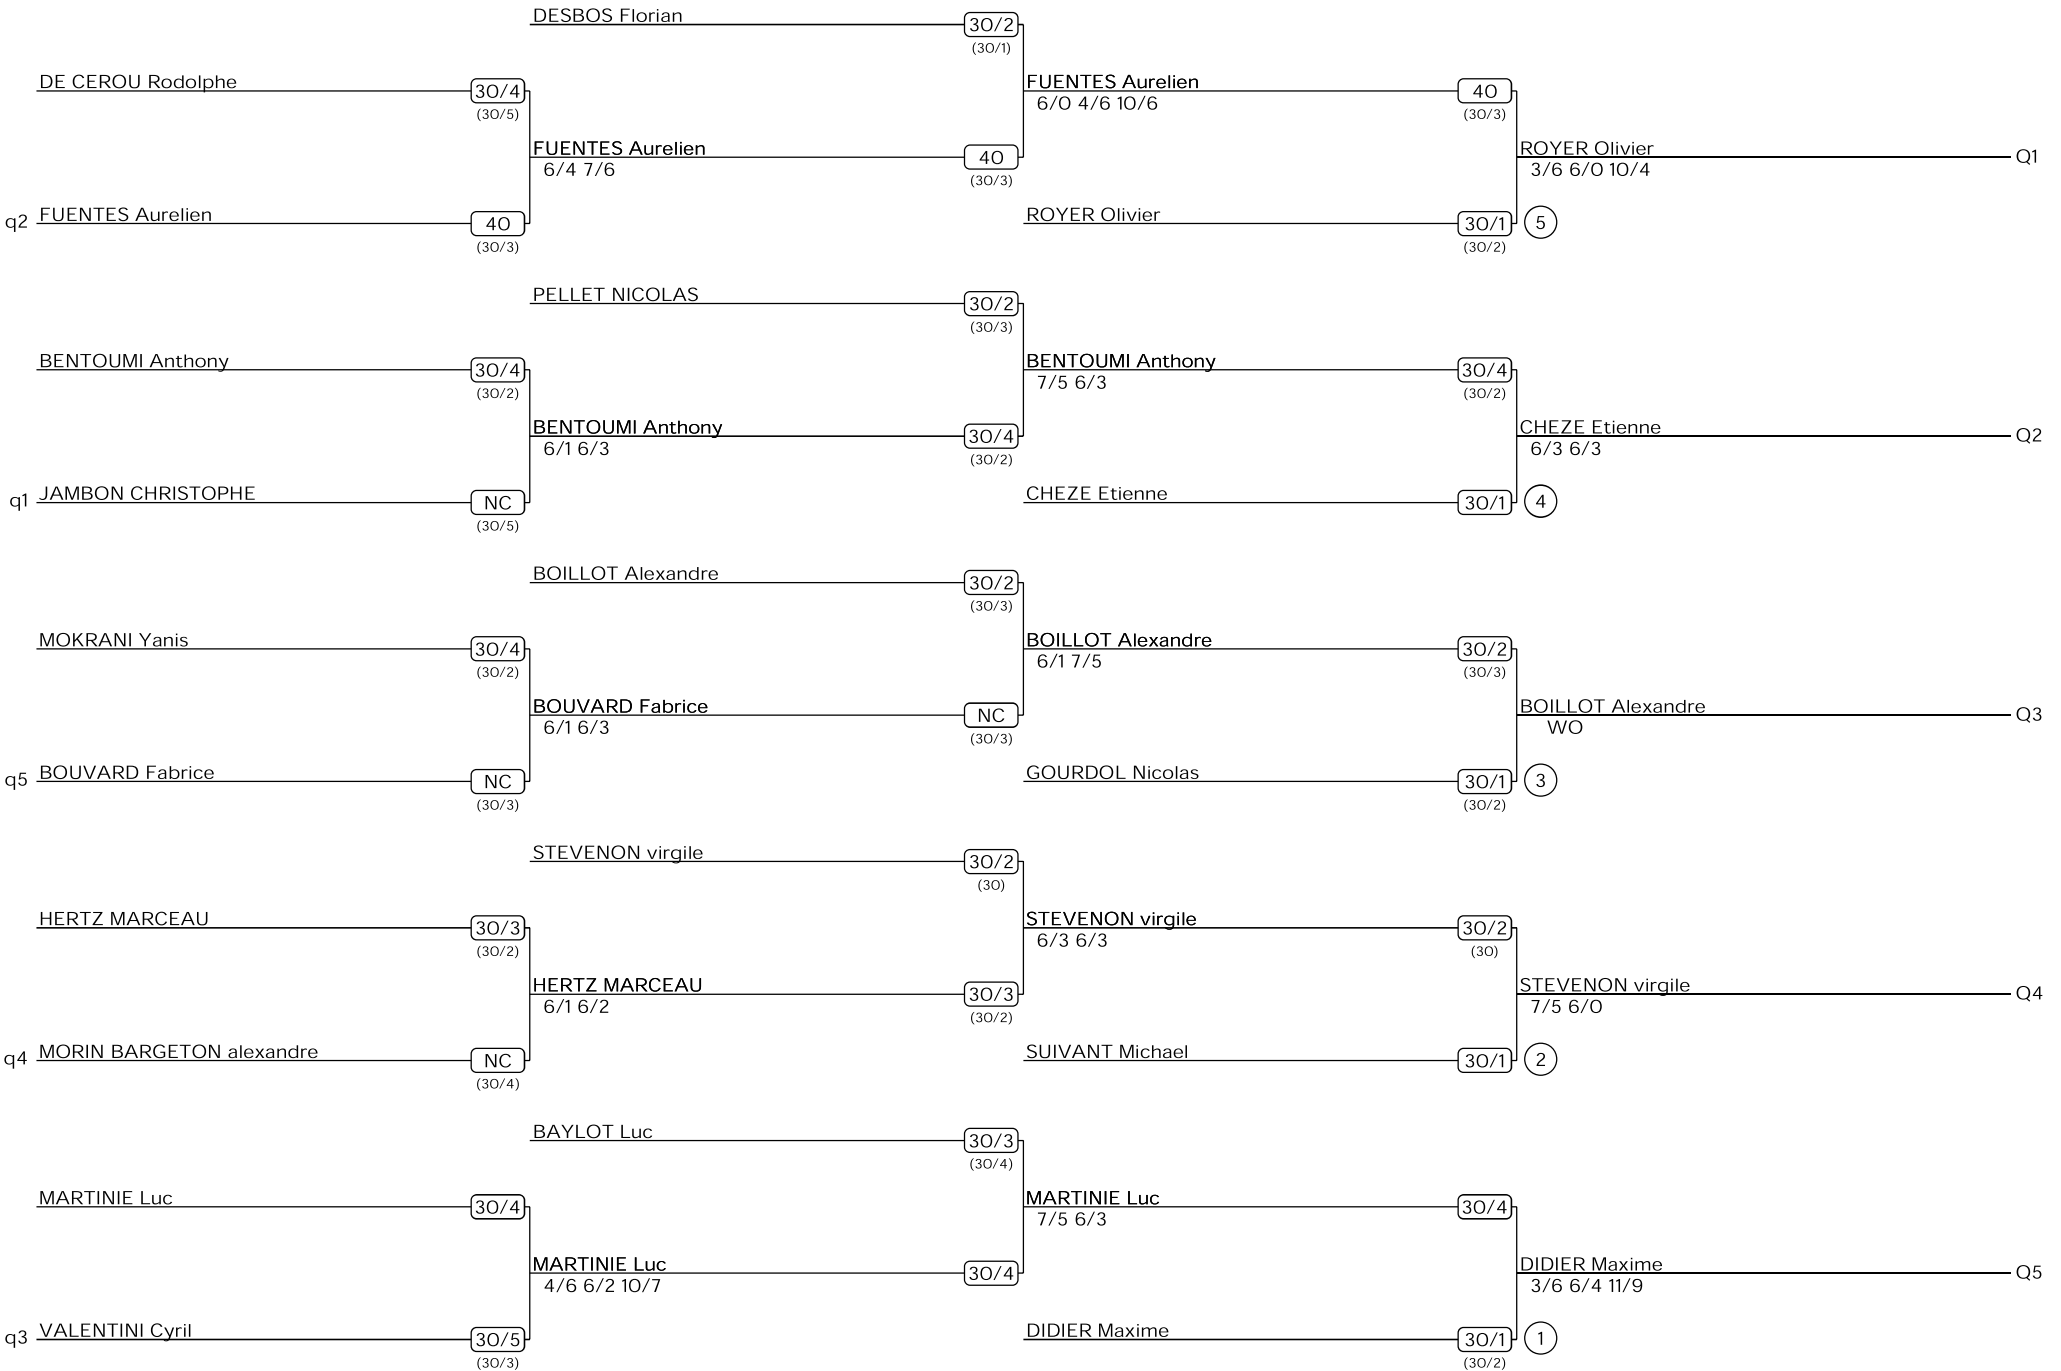 DESBOS Florian
30/2
(30/1)
DE CEROU Rodolphe
30/4
(30/5)
FUENTES Aurelien
6/0 4/6 10/6
40
(30/3)
FUENTES Aurelien
6/4 7/6
40
(30/3)
ROYER Olivier
3/6 6/0 10/4
Q1
q2
FUENTES Aurelien
40
(30/3)
ROYER Olivier
30/1
(30/2)
5
PELLET NICOLAS
30/2
(30/3)
BENTOUMI Anthony
30/4
(30/2)
BENTOUMI Anthony
7/5 6/3
30/4
(30/2)
BENTOUMI Anthony
6/1 6/3
30/4
(30/2)
CHEZE Etienne
6/3 6/3
Q2
q1
JAMBON CHRISTOPHE
NC
(30/5)
CHEZE Etienne
30/1
4
BOILLOT Alexandre
30/2
(30/3)
MOKRANI Yanis
30/4
(30/2)
BOILLOT Alexandre
6/1 7/5
30/2
(30/3)
BOUVARD Fabrice
6/1 6/3
NC
(30/3)
BOILLOT Alexandre
WO
Q3
q5
BOUVARD Fabrice
NC
(30/3)
GOURDOL Nicolas
30/1
(30/2)
3
STEVENON virgile
30/2
(30)
HERTZ MARCEAU
30/3
(30/2)
STEVENON virgile
6/3 6/3
30/2
(30)
HERTZ MARCEAU
6/1 6/2
30/3
(30/2)
STEVENON virgile
7/5 6/0
Q4
q4
MORIN BARGETON alexandre
NC
(30/4)
SUIVANT Michael
30/1
2
BAYLOT Luc
30/3
(30/4)
MARTINIE Luc
30/4
MARTINIE Luc
7/5 6/3
30/4
MARTINIE Luc
4/6 6/2 10/7
30/4
DIDIER Maxime
3/6 6/4 11/9
Q5
q3
VALENTINI Cyril
30/5
(30/3)
DIDIER Maxime
30/1
(30/2)
1